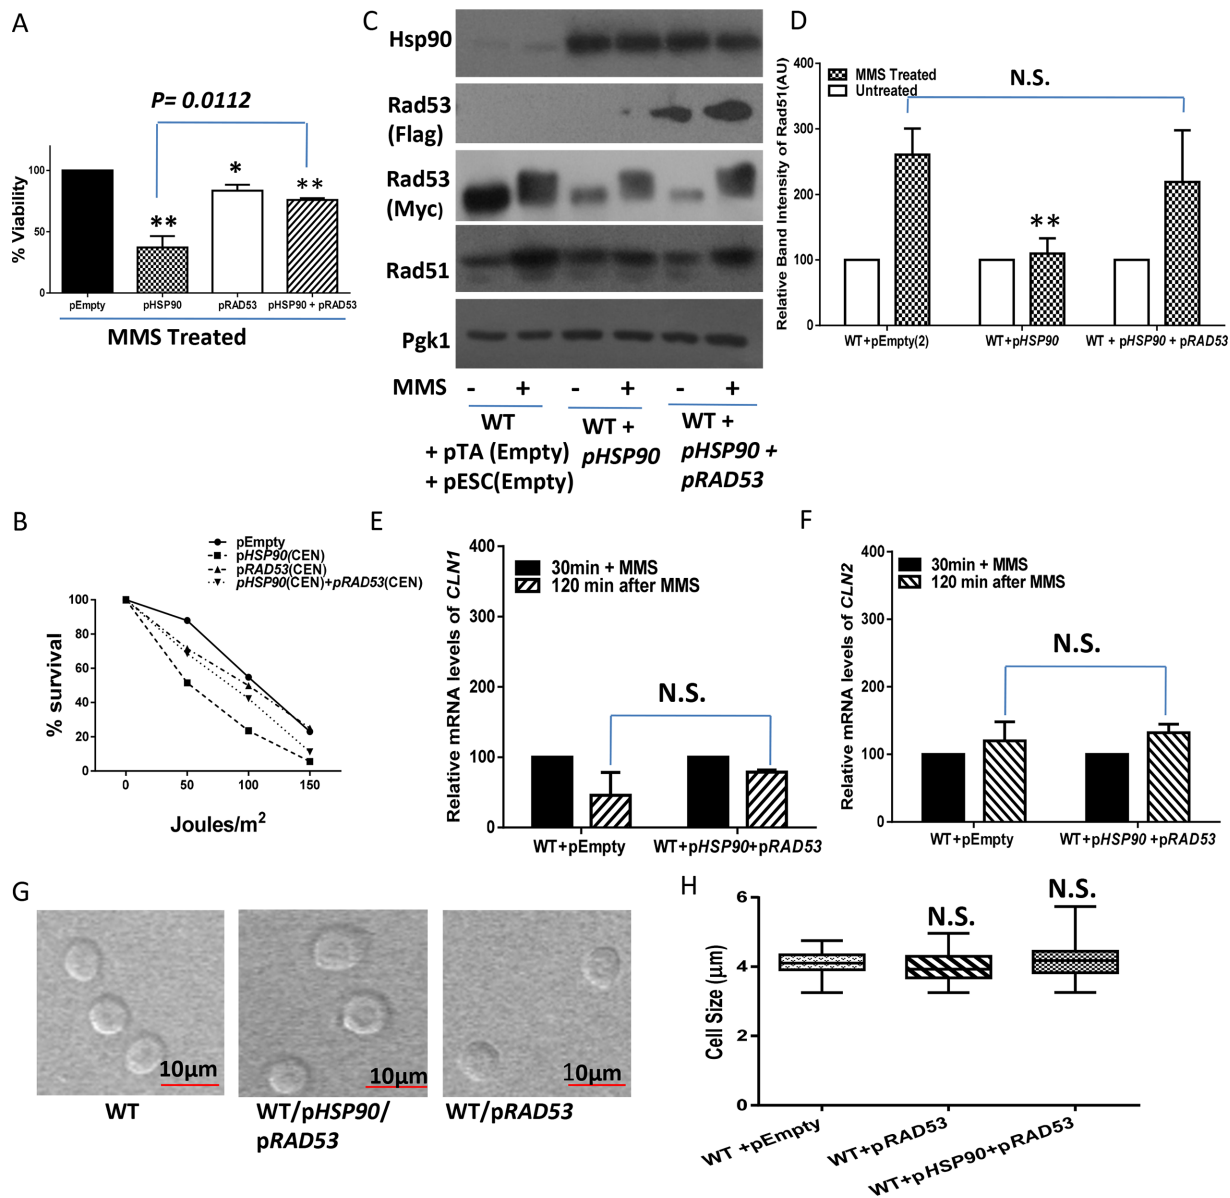 A
P= 0.0112
% Viability
100
50
0
*
**
**
pEmpty
pHSP90
pRAD53
pHSP90 + pRAD53
MMS Treated
B
pEmpty
pHSP90(CEN)
pRAD53(CEN)
pHSP90(CEN)+pRAD53(CEN)
% survival
100
80
60
40
20
0
0
50
100
150
Joules/m2
C
Hsp90
Rad53
(Flag)
Rad53
(Myc)
Rad51
Pgk1
MMS - + - + - +
WT
+ pTA (Empty)
+ pESC(Empty)
WT +
pHSP90
WT +
pHSP90 +
pRAD53
D
Relative Band Intensity of Rad51(AU)
400
300
200
100
0
MMS Treated
Untreated
N.S.
**
WT+pEmpty(2)
WT+pHSP90
WT + pHSP90 + pRAD53
E
Relative mRNA levels of CLN1
400
300
200
100
0
30min + MMS
120 min after MMS
N.S.
WT+pEmpty
WT+pHSP90+pRAD53
F
Relative mRNA levels of CLN2
400
300
200
100
0
30min + MMS
120 min after MMS
N.S.
WT+pEmpty
WT+pHSP90 +pRAD53
G
10μm
10μm
10μm
WT
WT/pHSP90/
pRAD53
WT/pRAD53
H
Cell Size (μm)
6
4
2
0
N.S.
N.S.
WT +pEmpty
WT+pRAD53
WT+pHSP90+pRAD53